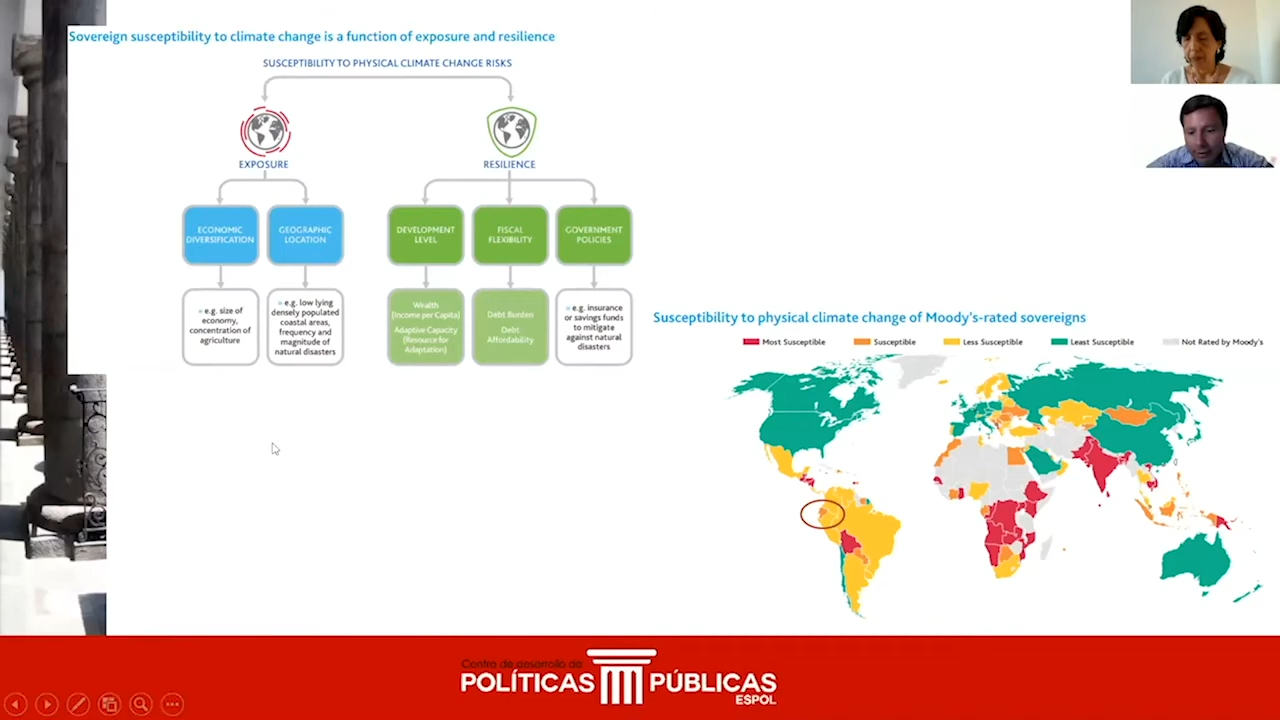 Sovereign susceptibility to climate change is a function of exposure and resilience
SUSCEPTIBILITY TO PHYSICAL CLIMATE CHANGE RISKS
EXPOSURE
RESILIENCE
ECONOMIC
DIVERSIFICATION
GEOGRAPHIC
LOCATION
DEVELOPMENT
LEVEL
FISCAL
FLEXIBILITY
GOVERNMENT
POLICIES
» e.g. size of
economy,
concentration of
agriculture
» e.g. low lying
densely populated
coastal areas,
frequency and
magnitude of
natural disasters
Wealth
(Income per Capita)
Adaptive Capacity
(Resource for
Adaptation)
Debt Burden
Debt
Affordability
» e.g. insurance
or savings funds
to mitigate
against natural
disasters
Susceptibility to physical climate change of Moody's-rated sovereigns
Most Susceptible
Susceptible
Less Susceptible
Least Susceptible
Not Rated by Moody's
Centro de desarrollo de
POLÍTICAS PÚBLICAS
ESPOL